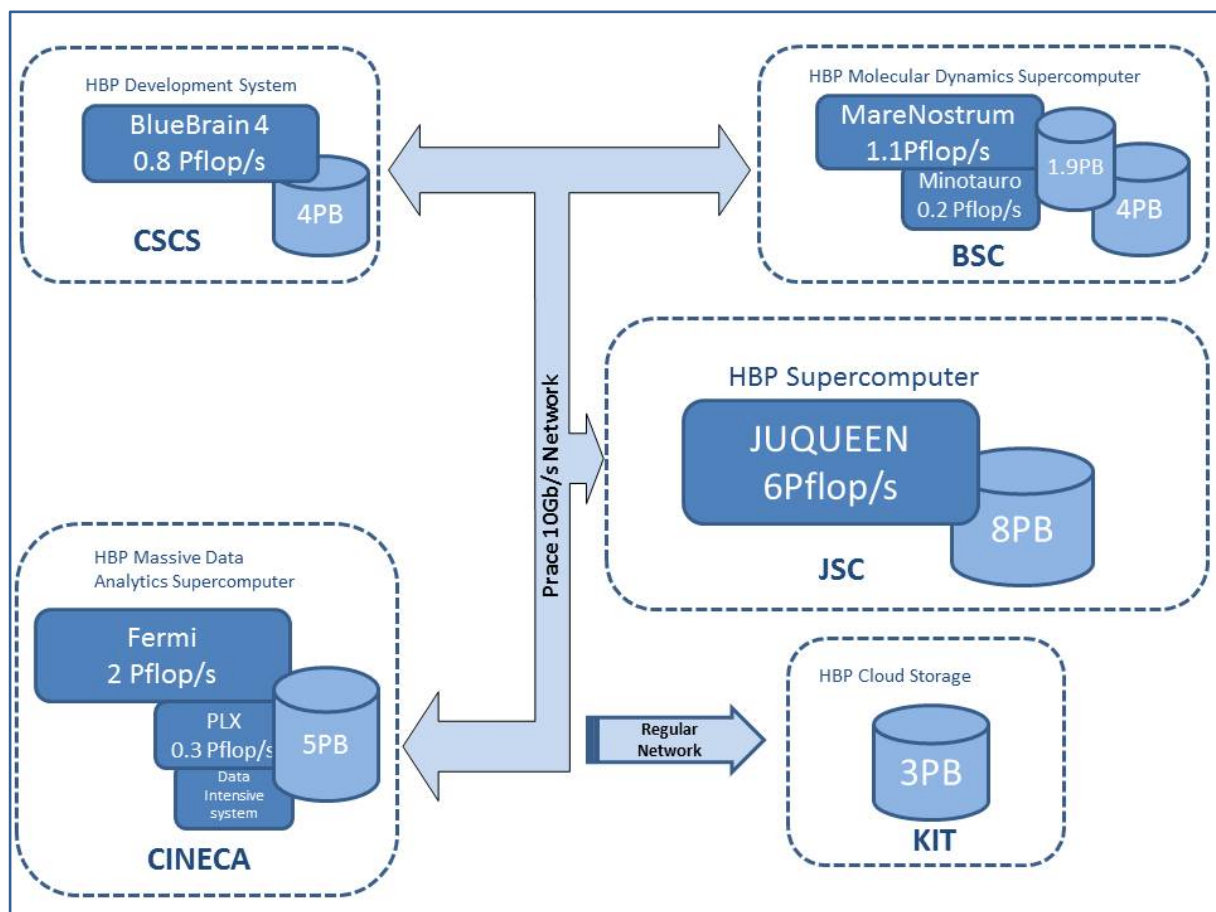 HBP Development System
BlueBrain 4
0.8 Pflop/s
4PB
CSCS
HBP Molecular Dynamics Supercomputer
MareNostrum
1.1Pflop/s
Minotauro
0.2 Pflop/s
1.9PB
4PB
BSC
Prace 10Gb/s Network
HBP Supercomputer
JUQUEEN
6Pflop/s
8PB
JSC
HBP Massive Data
Analytics Supercomputer
Fermi
2 Pflop/s
PLX
0.3 Pflop/s
Data
Intensive
system
5PB
CINECA
Regular
Network
HBP Cloud Storage
3PB
KIT